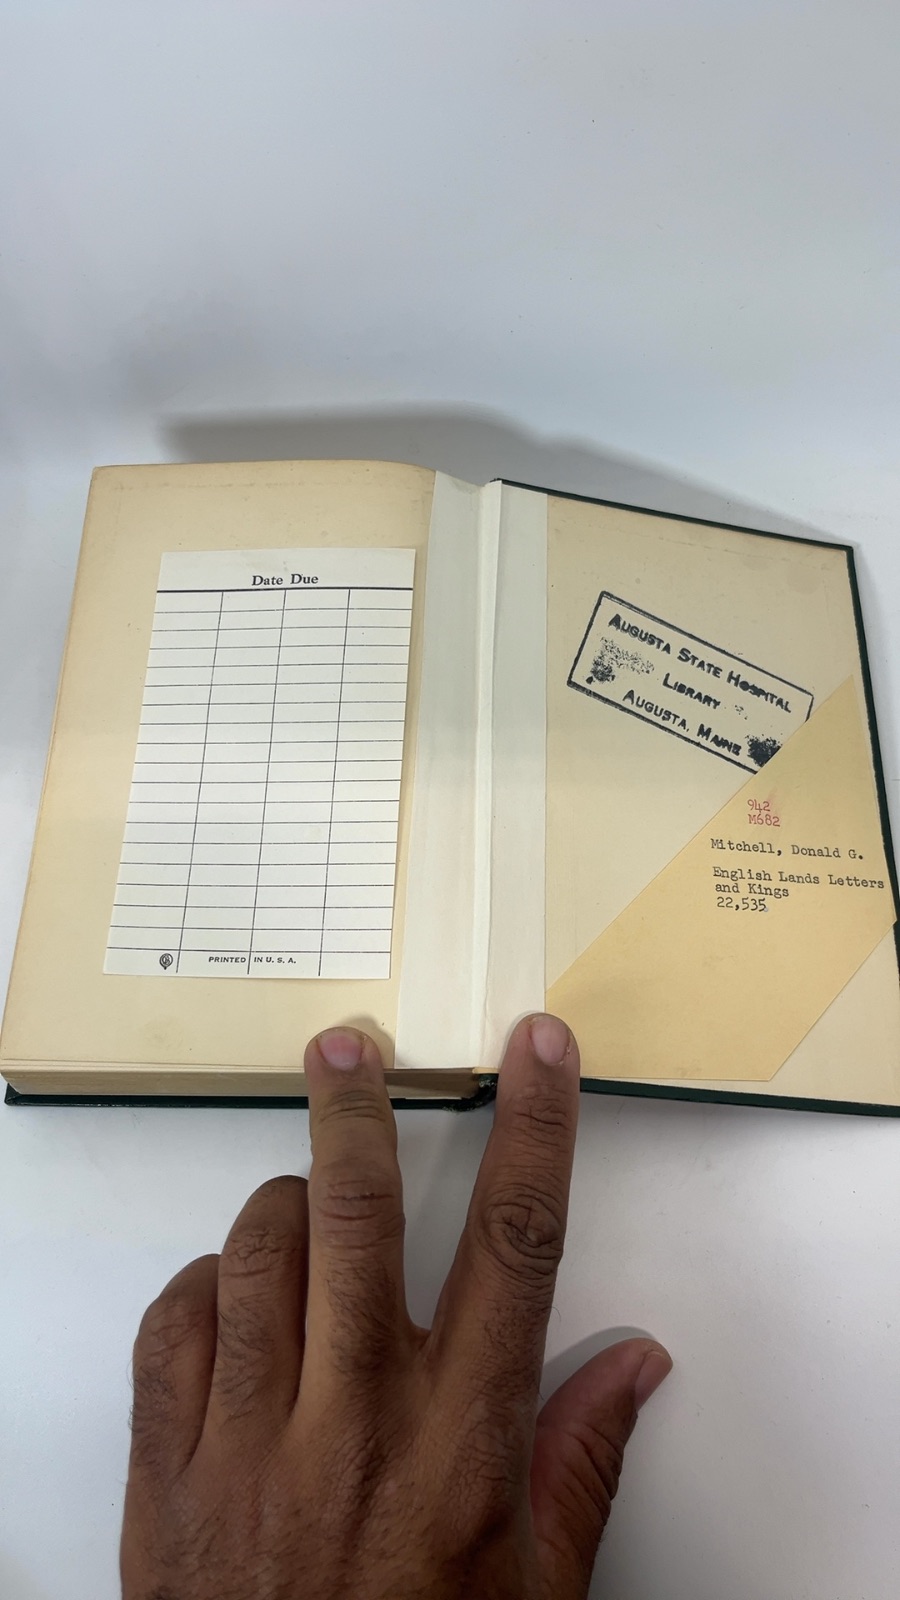 Date Due
PRINTED IN U. S. A.
AUGUSTA STATE HOSPITAL
LIBRARY
AUGUSTA, MAINE
942
M682
Mitchell, Donald G.
English Lands Letters
and Kings
22,535